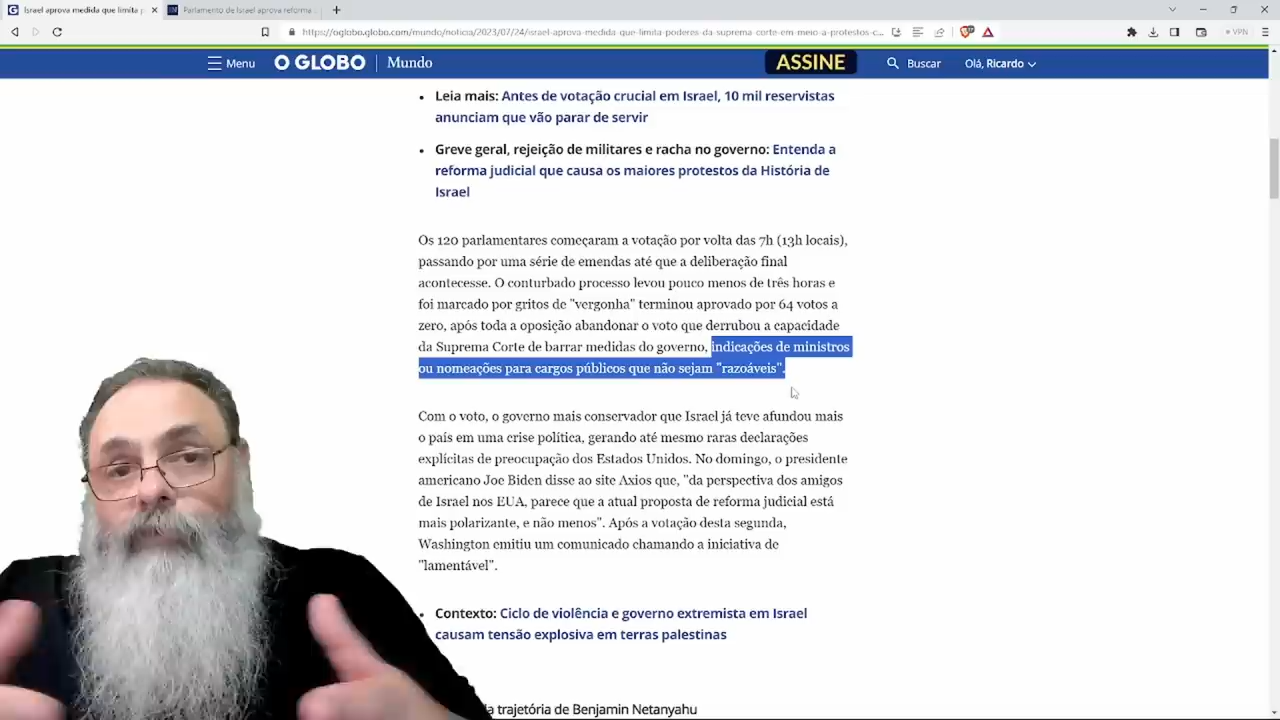 Israel aprova medida que limita p
Parlamento de Israel aprova reforma
https://oglobo.globo.com/mundo/noticia/2023/07/24/israel-aprova-medida-que-limita-poderes-da-suprema-corte-em-meio-a-protestos-c...
VPN
Menu
O GLOBO
Mundo
ASSINE
Buscar
Olá, Ricardo
• Leia mais: Antes de votação crucial em Israel, 10 mil reservistas
anunciam que vão parar de servir
• Greve geral, rejeição de militares e racha no governo: Entenda a
reforma judicial que causa os maiores protestos da História de
Israel
Os 120 parlamentares começaram a votação por volta das 7h (13h locais),
passando por uma série de emendas até que a deliberação final
acontecesse. O conturbado processo levou pouco menos de três horas e
foi marcado por gritos de "vergonha" terminou aprovado por 64 votos a
zero, após toda a oposição abandonar o voto que derrubou a capacidade
da Suprema Corte de barrar medidas do governo, indicações de ministros
ou nomeações para cargos públicos que não sejam "razoáveis".
Com o voto, o governo mais conservador que Israel já teve afundou mais
o país em uma crise política, gerando até mesmo raras declarações
explícitas de preocupação dos Estados Unidos. No domingo, o presidente
americano Joe Biden disse ao site Axios que, "da perspectiva dos amigos
de Israel nos EUA, parece que a atual proposta de reforma judicial está
mais polarizante, e não menos". Após a votação desta segunda,
Washington emitiu um comunicado chamando a iniciativa de
"lamentável".
• Contexto: Ciclo de violência e governo extremista em Israel
causam tensão explosiva em terras palestinas
da trajetória de Benjamin Netanyahu